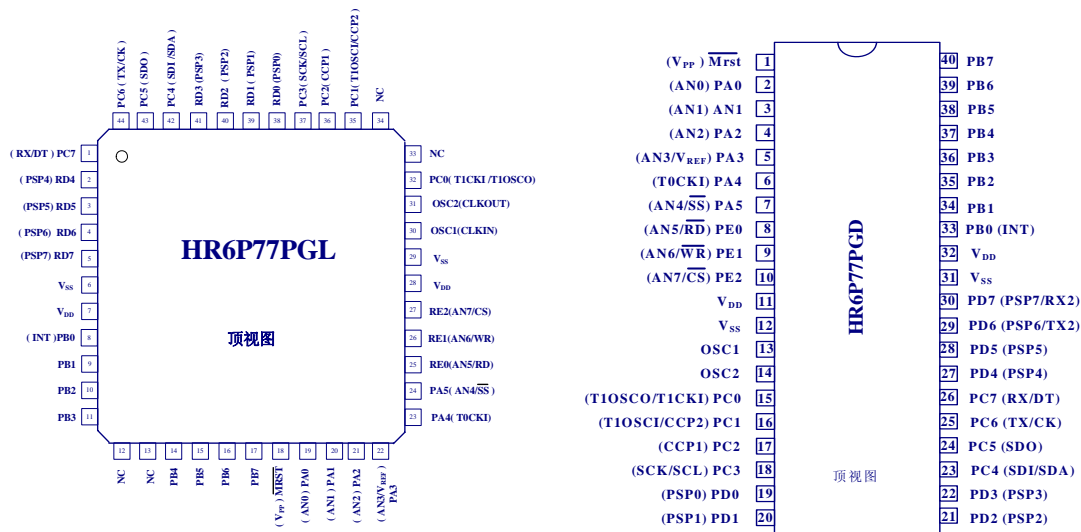 PC6 (TX/CK)
PC5 (SDO)
PC4 (SDI /SDA)
RD3 (PSP3)
RD2 ( PSP2)
RD1 ( PSP1)
RD0 (PSP0)
PC3(SCK/SCL)
PC2( CCP1)
PC1(T1OSCI/CCP2)
NC
44 43 42 41 40 39 38 37 36 35 34
( RX/DT ) PC7 1
( PSP4) RD4 2
(PSP5) RD5 3
(PSP6) RD6 4
(PSP7) RD7 5
VSS 6
VDD 7
( INT )PB0 8
PB1 9
PB2 10
PB3 11
HR6P77PGL
顶视图
33 NC
32 PC0( T1CKI /T1OSCO)
31 OSC2(CLKOUT)
30 OSC1(CLKIN)
29 VSS
28 VDD
27 RE2(AN7/CS)
26 RE1(AN6/WR)
25 RE0(AN5/RD)
24 PA5( AN4/SS)
23 PA4( T0CKI)
12 13 14 15 16 17 18 19 20 21 22
NC
NC
PB4
PB5
PB6
PB7
( VPP ) MRST
( AN0 ) PA0
( AN1 ) PA1
( AN2 ) PA2
( AN3/VREF )
PA3
(VPP ) Mrst 1
(AN0) PA0 2
(AN1) AN1 3
(AN2) PA2 4
(AN3/VREF) PA3 5
(T0CKI) PA4 6
(AN4/SS) PA5 7
(AN5/RD) PE0 8
(AN6/WR) PE1 9
(AN7/CS) PE2 10
VDD 11
VSS 12
OSC1 13
OSC2 14
(T1OSCO/T1CKI) PC0 15
(T1OSCI/CCP2) PC1 16
(CCP1) PC2 17
(SCK/SCL) PC3 18
(PSP0) PD0 19
(PSP1) PD1 20
HR6P77PGD
顶视图
40 PB7
39 PB6
38 PB5
37 PB4
36 PB3
35 PB2
34 PB1
33 PB0 (INT)
32 VDD
31 VSS
30 PD7 (PSP7/RX2)
29 PD6 (PSP6/TX2)
28 PD5 (PSP5)
27 PD4 (PSP4)
26 PC7 (RX/DT)
25 PC6 (TX/CK)
24 PC5 (SDO)
23 PC4 (SDI/SDA)
22 PD3 (PSP3)
21 PD2 (PSP2)